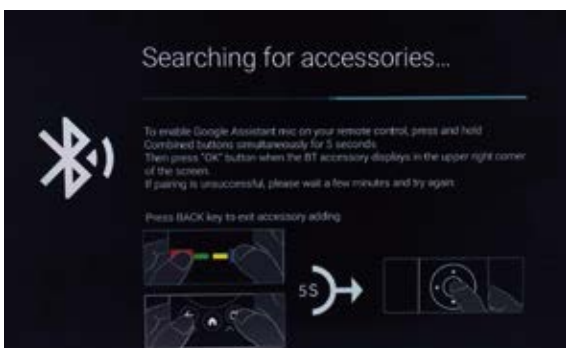 Searching for accessories...
To enable Google Assistant mic on your remote control, press and hold
Combined buttons simultaneously for 5 seconds
Then press "OK" button when the BT accessory displays in the upper right corner
of the screen.
If pairing is unsuccessful, please wait a few minutes and try again
Press BACK key to exit accessory adding
5S